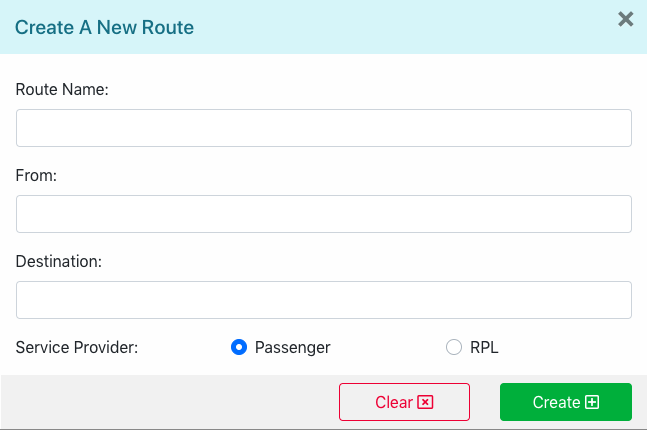 Create A New Route
Route Name:
From:
Destination:
Service Provider: Passenger RPL
Clear Create